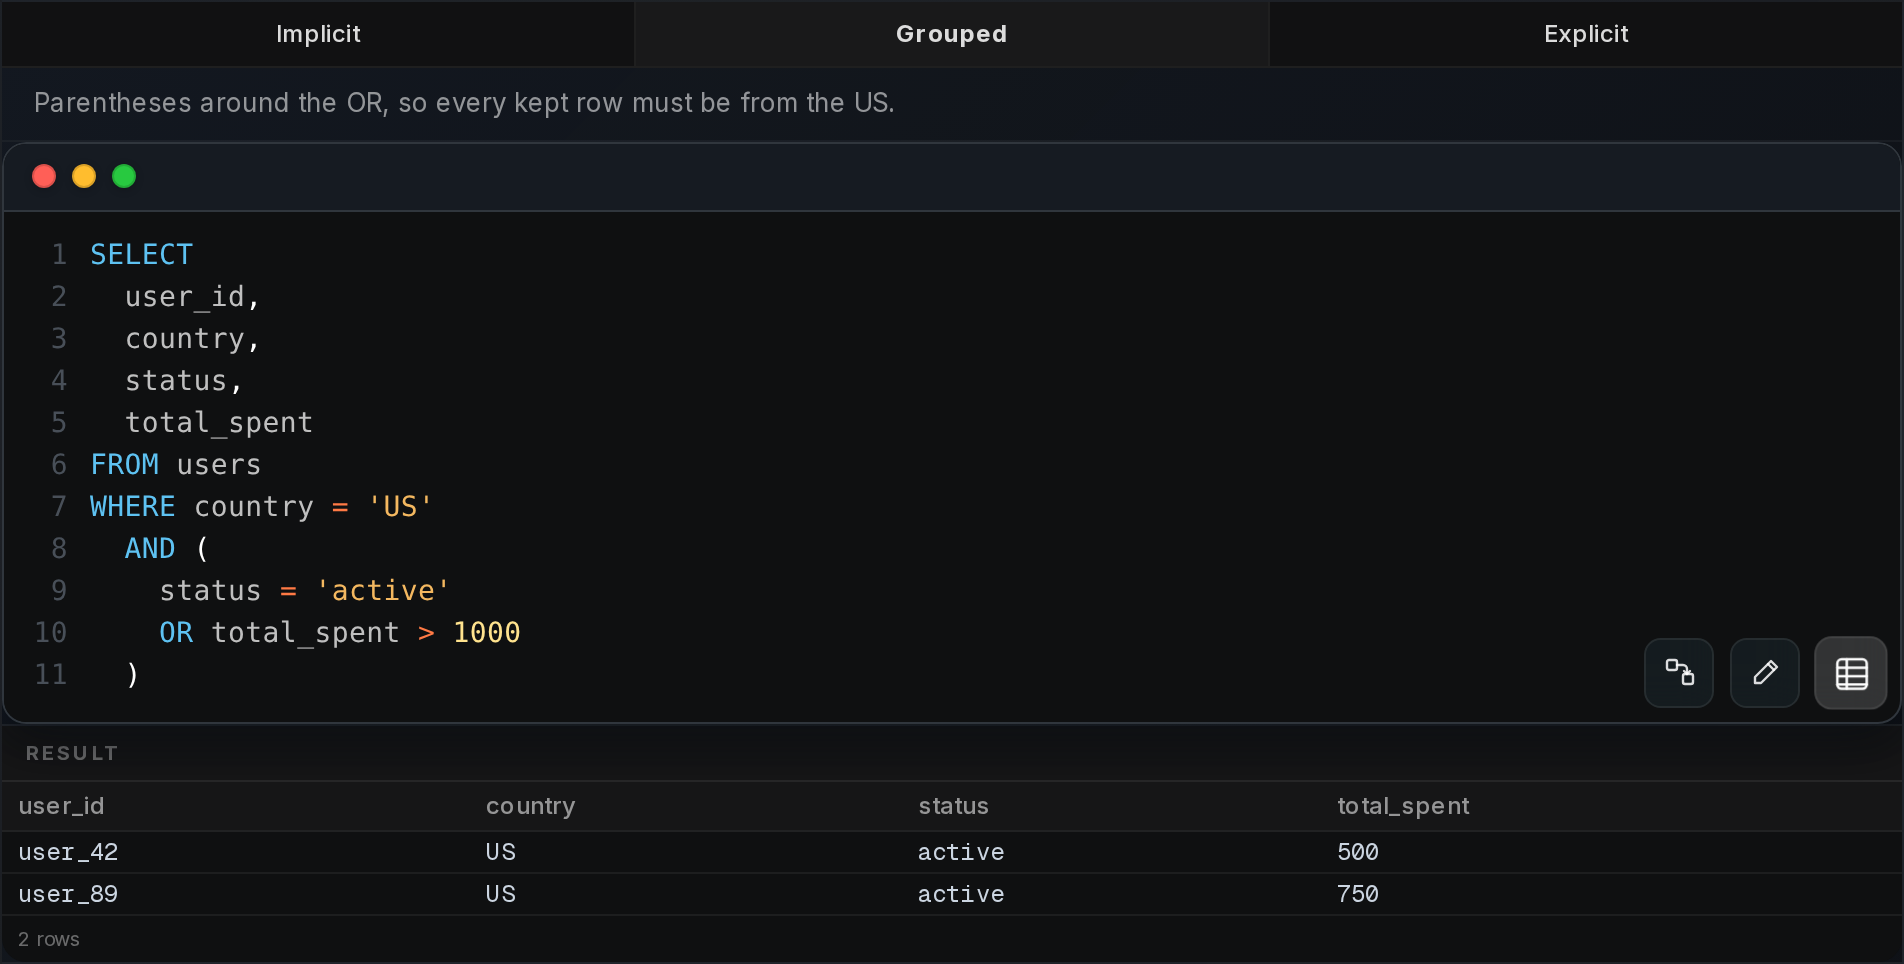 Implicit Grouped Explicit
Parentheses around the OR, so every kept row must be from the US.
1 SELECT
2   user_id,
3   country,
4   status,
5   total_spent
6 FROM users
7 WHERE country = 'US'
8   AND (
9     status = 'active'
10     OR total_spent > 1000
11   )
RESULT
user_id country status total_spent
user_42 US active 500
user_89 US active 750
2 rows